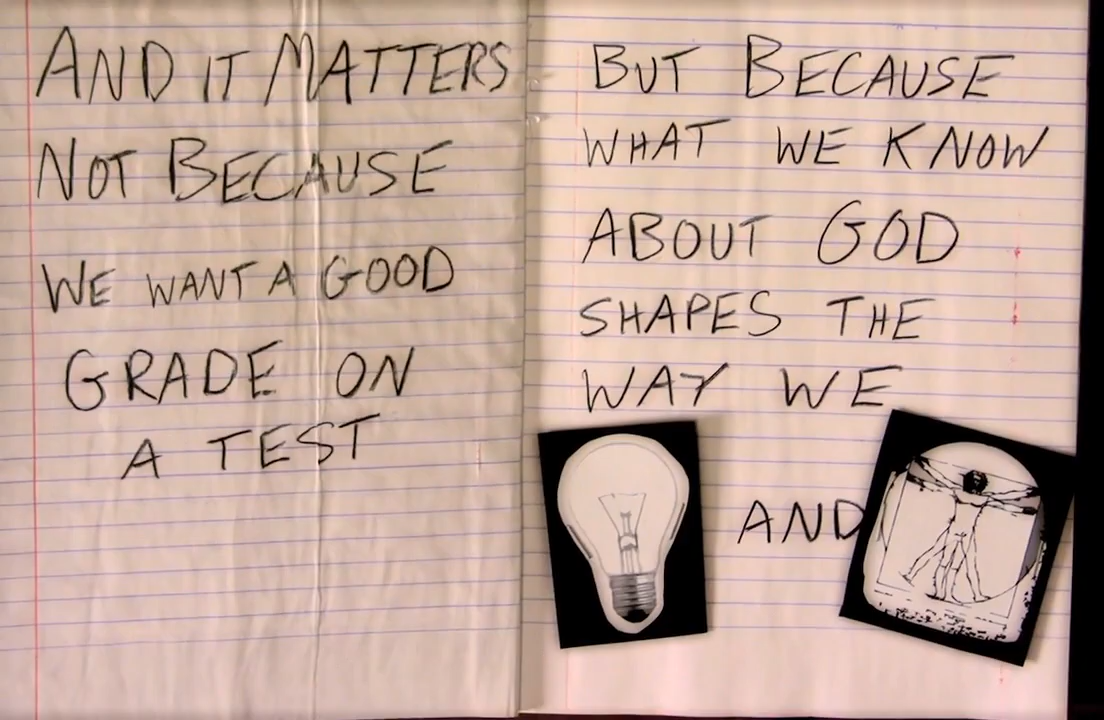 AND IT MATTERS
NOT BECAUSE
WE WANT A GOOD
GRADE ON
A TEST
BUT BECAUSE
WHAT WE KNOW
ABOUT GOD
SHAPES THE
WAY WE
AND